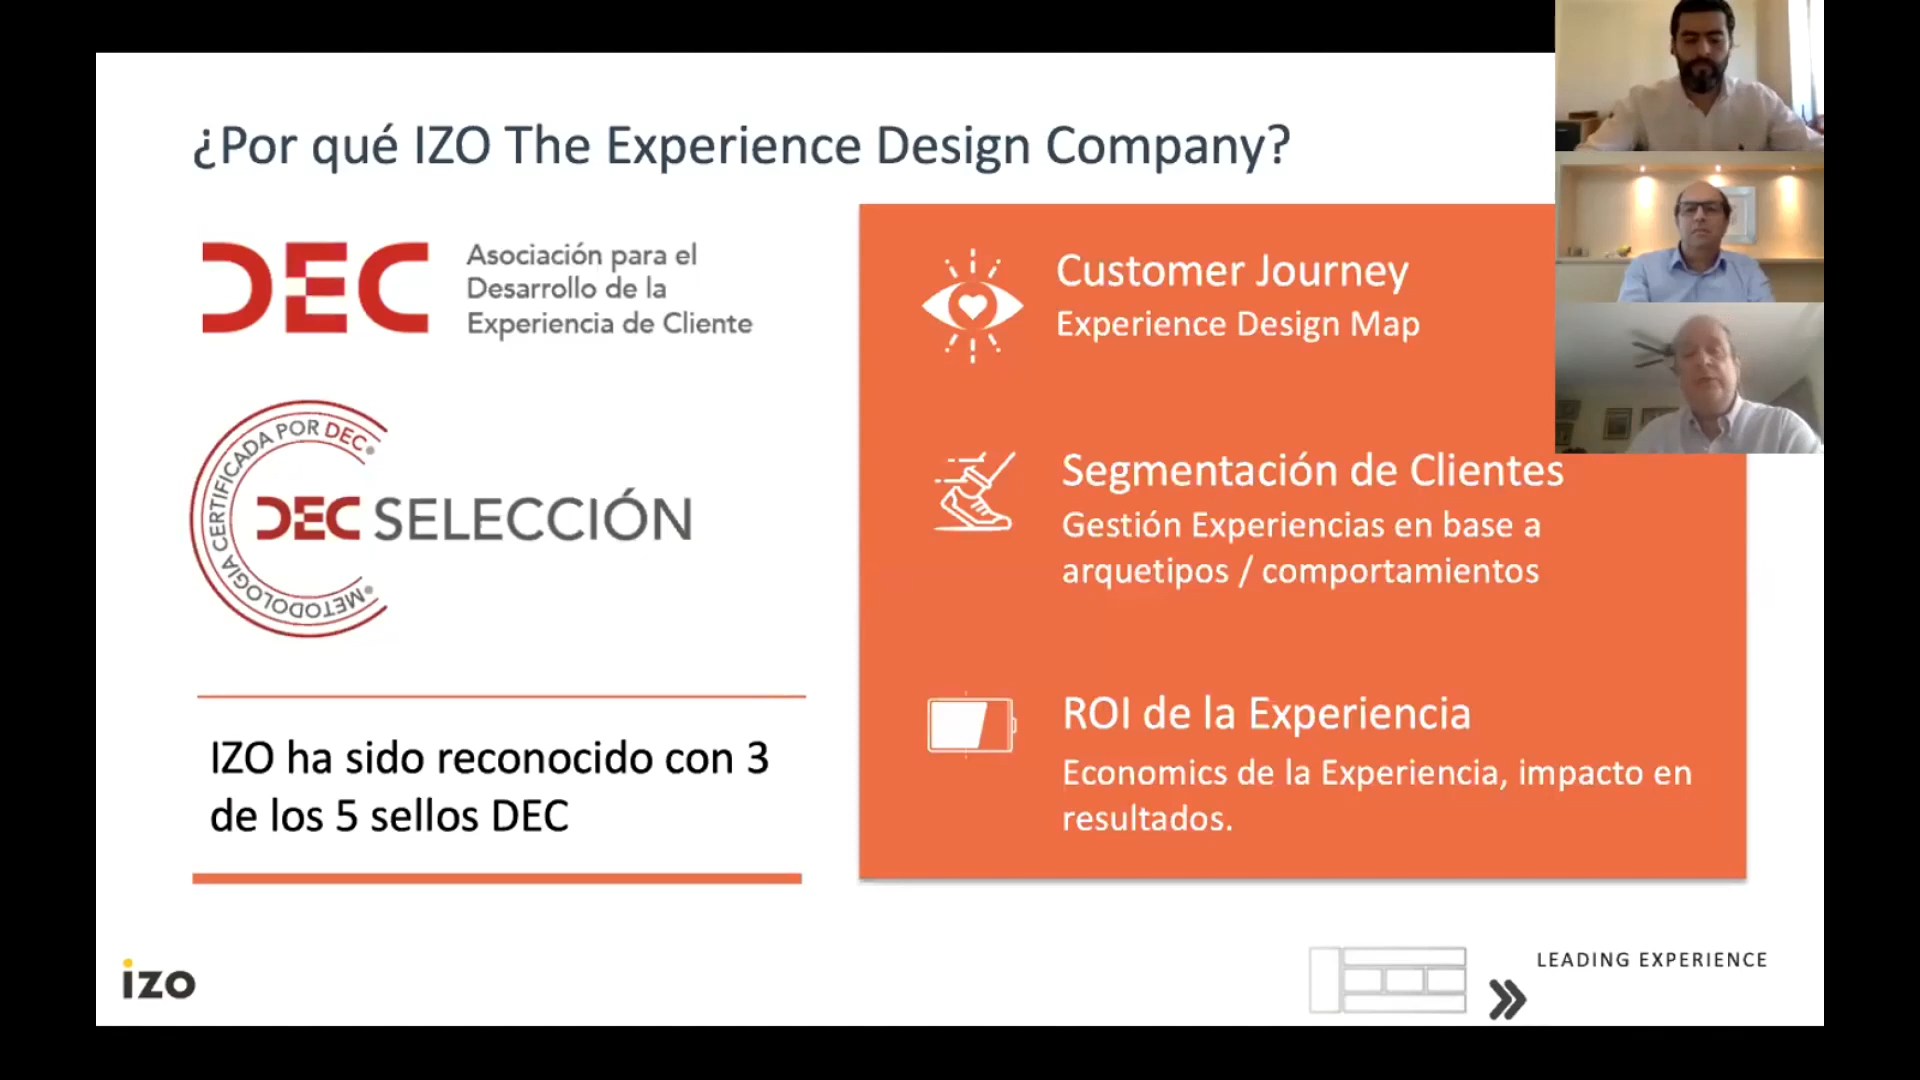 ¿Por qué IZO The Experience Design Company?
DEC
Asociación para el
Desarrollo de la
Experiencia de Cliente
METODOLOGÍA CERTIFICADA POR DEC
DEC SELECCIÓN
IZO ha sido reconocido con 3
de los 5 sellos DEC
Customer Journey
Experience Design Map
Segmentación de Clientes
Gestión Experiencias en base a
arquetipos / comportamientos
ROI de la Experiencia
Economics de la Experiencia, impacto en
resultados.
izo
LEADING EXPERIENCE